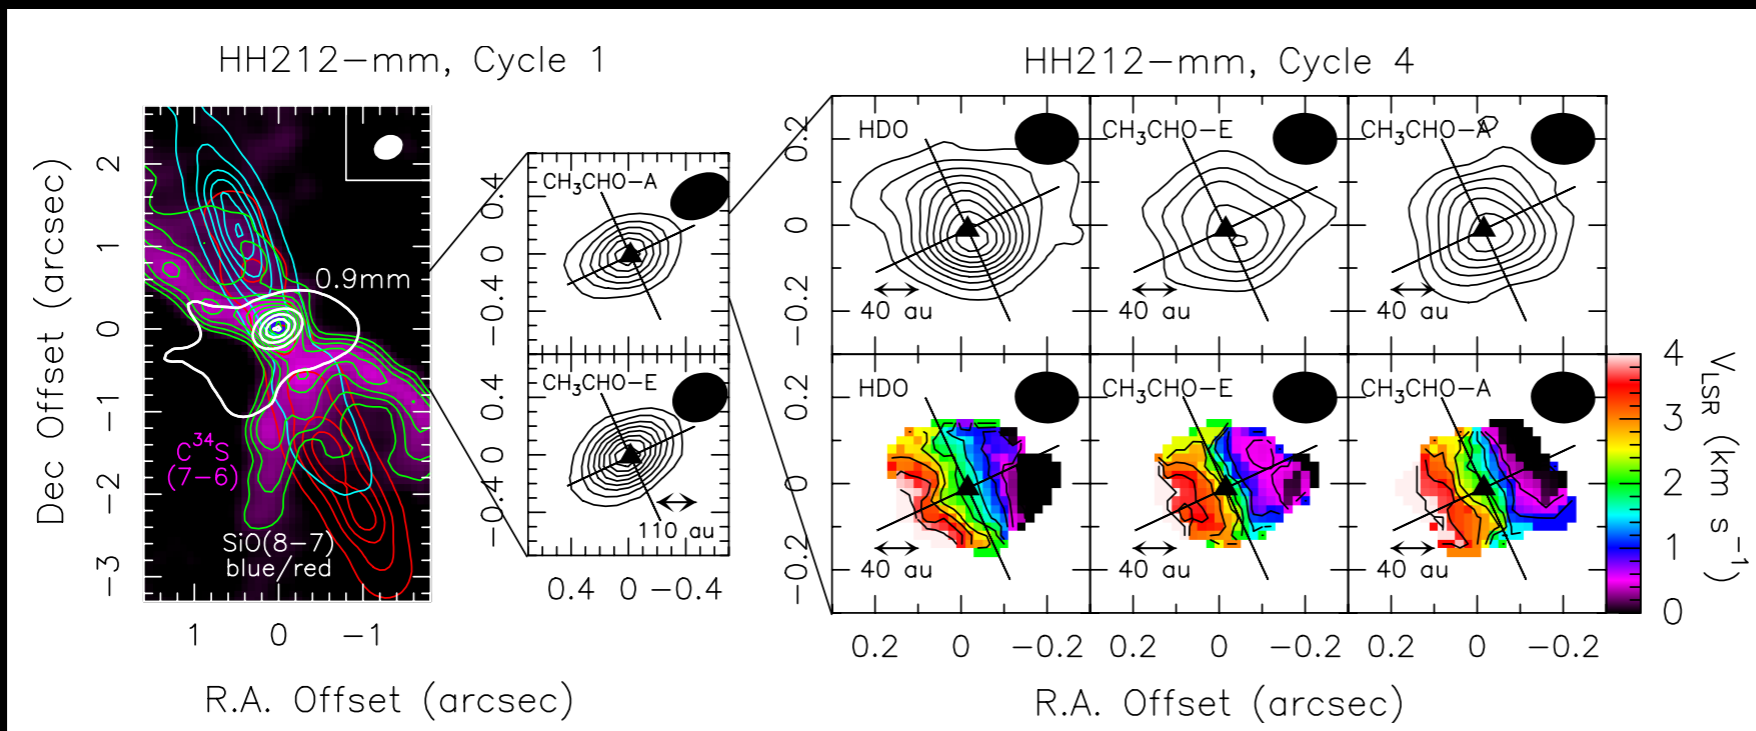 HH212-mm, Cycle 1
HH212-mm, Cycle 4
Dec Offset (arcsec)
2
1
0
-1
-2
-3
0.9mm
C³⁴S
(7-6)
SiO(8-7)
blue/red
1 0 -1
R.A. Offset (arcsec)
CH₃CHO-A
0.4
0
-0.4
CH₃CHO-E
0.4
0
-0.4
110 au
0.4 0 -0.4
HDO
CH₃CHO-E
CH₃CHO-A
0.2
0
-0.2
40 au
40 au
40 au
HDO
CH₃CHO-E
CH₃CHO-A
0.2
0
-0.2
40 au
40 au
40 au
0.2 0 -0.2 0.2 0 -0.2 0.2 0 -0.2
R.A. Offset (arcsec)
4
3
2
1
0
V_LSR (km s⁻¹)